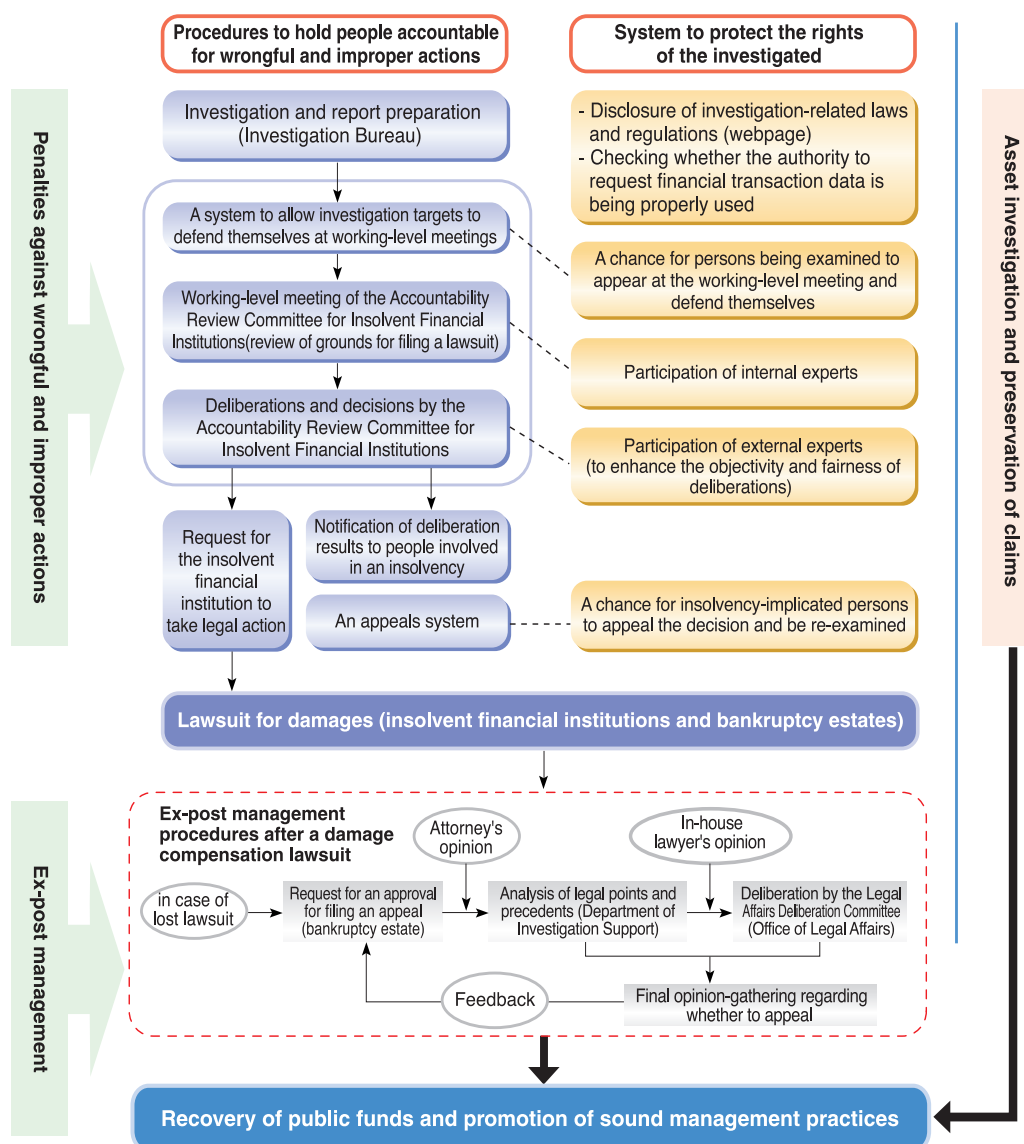 Procedures to hold people accountable
for wrongful and improper actions
System to protect the rights
of the investigated
Penalties against wrongful and improper actions
Investigation and report preparation
(Investigation Bureau)
- Disclosure of investigation-related laws
and regulations (webpage)
- Checking whether the authority to
request financial transaction data is
being properly used
A system to allow investigation targets to
defend themselves at working-level meetings
A chance for persons being examined to
appear at the working-level meeting and
defend themselves
Working-level meeting of the Accountability
Review Committee for Insolvent Financial
Institutions(review of grounds for filing a lawsuit)
Participation of internal experts
Deliberations and decisions by the
Accountability Review Committee for
Insolvent Financial Institutions
Participation of external experts
(to enhance the objectivity and fairness of
deliberations)
Request for
the insolvent
financial
institution to
take legal action
Notification of deliberation
results to people involved
in an insolvency
An appeals system
A chance for insolvency-implicated persons
to appeal the decision and be re-examined
Asset investigation and preservation of claims
Lawsuit for damages (insolvent financial institutions and bankruptcy estates)
Ex-post management
Ex-post management
procedures after a damage
compensation lawsuit
Attorney's
opinion
In-house
lawyer's opinion
in case of
lost lawsuit
Request for an approval
for filing an appeal
(bankruptcy estate)
Analysis of legal points and
precedents (Department of
Investigation Support)
Deliberation by the Legal
Affairs Deliberation Committee
(Office of Legal Affairs)
Feedback
Final opinion-gathering regarding
whether to appeal
Recovery of public funds and promotion of sound management practices